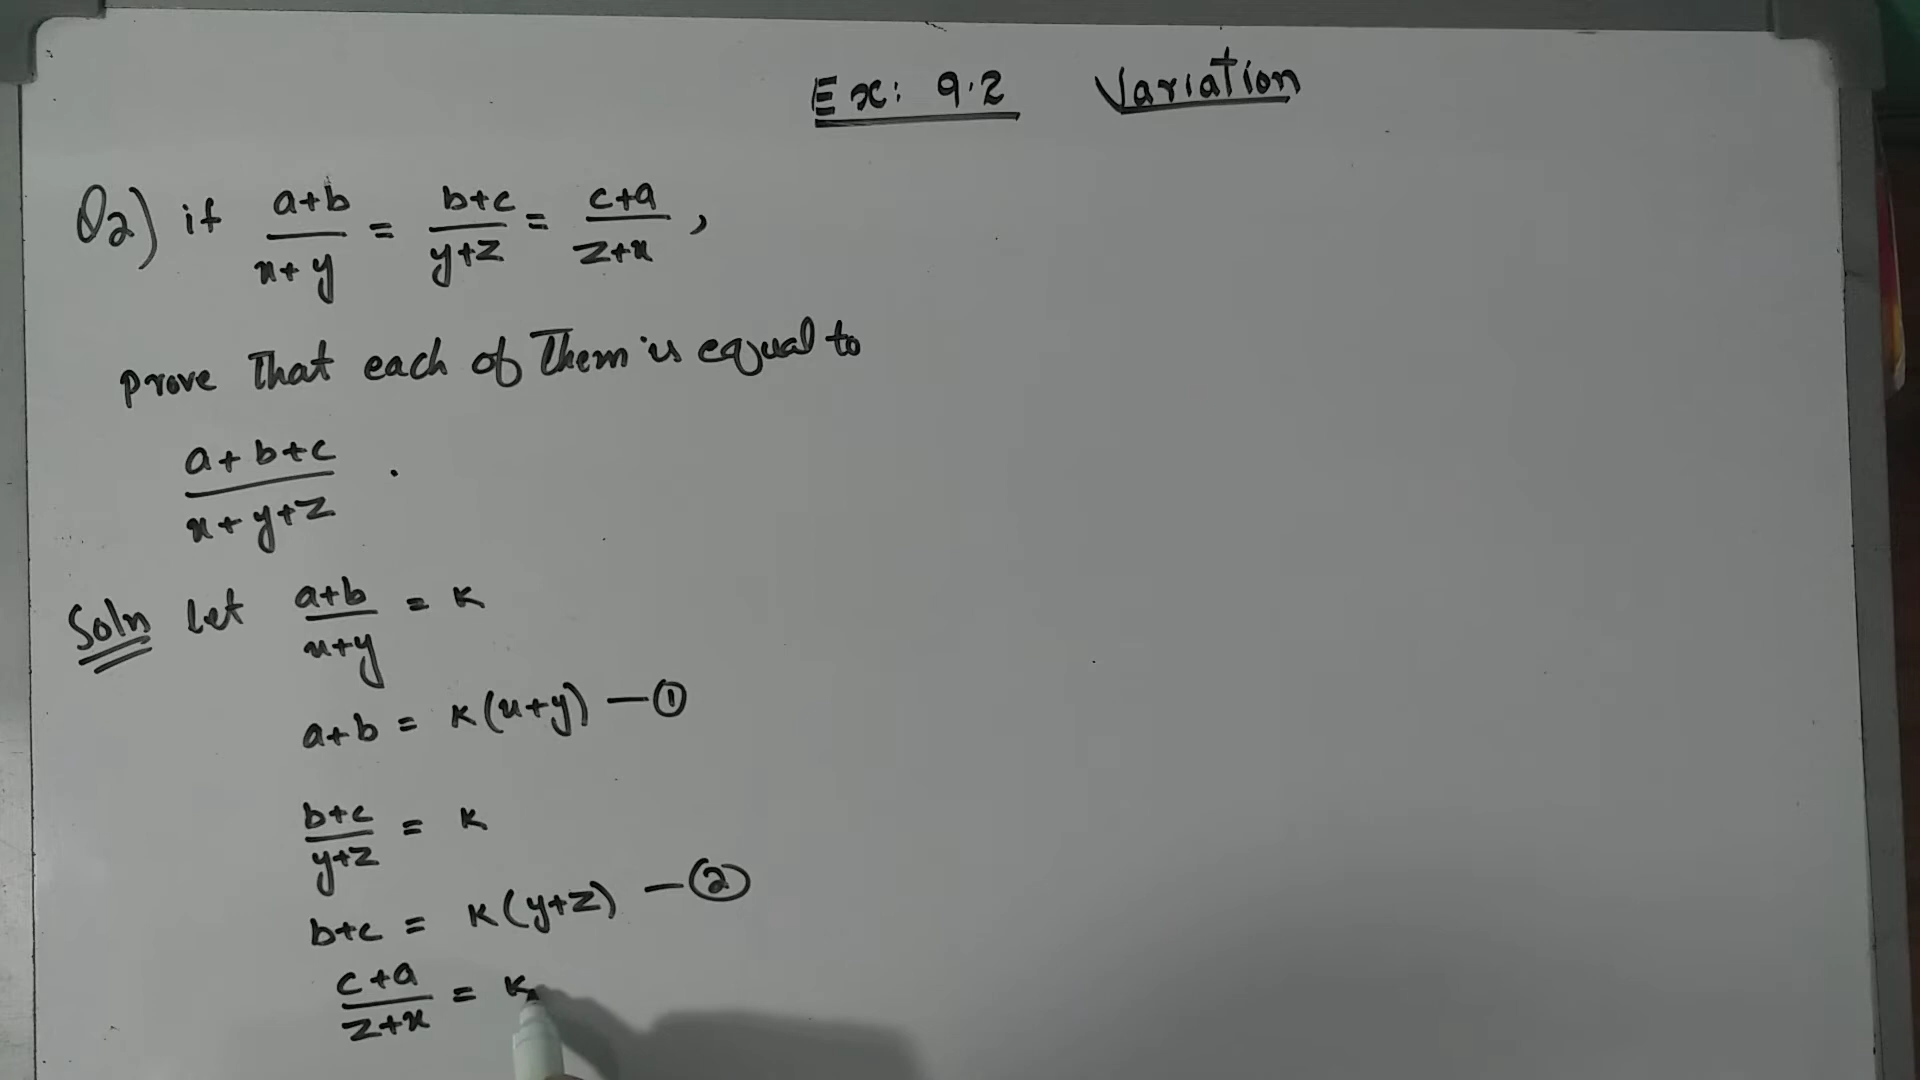 Ex: 9.2 Variation
Q2) if a+b/x+y = b+c/y+z = c+a/z+x ,
prove That each of Them is equal to
a+b+c/x+y+z .
Soln Let a+b/x+y = K
a+b = K(x+y) — ①
b+c/y+z = K
b+c = K(y+z) — ②
c+a/z+x = K